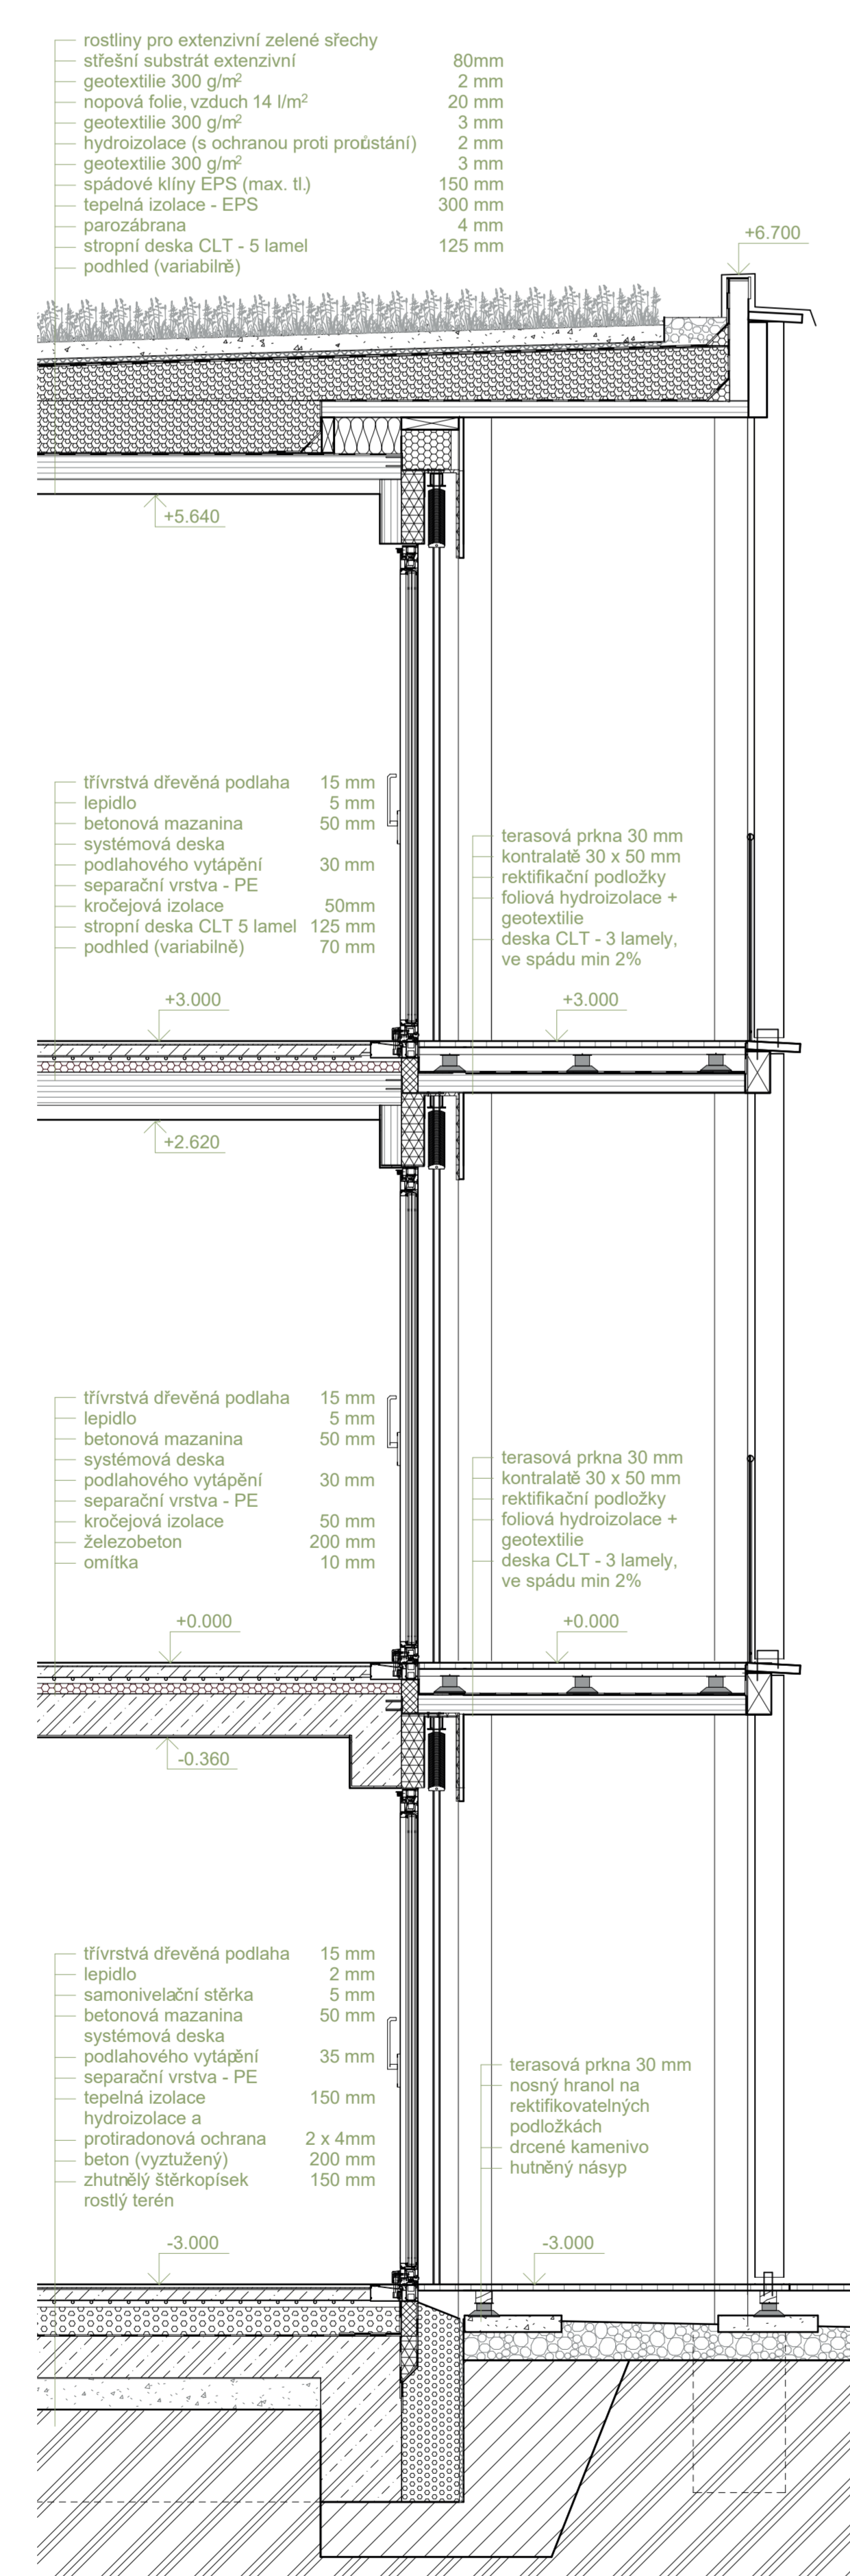 rostliny pro extenzivní zelené sřechy
střešní substrát extenzivní 80mm
geotextilie 300 g/m² 2 mm
nopová folie, vzduch 14 l/m² 20 mm
geotextilie 300 g/m² 3 mm
hydroizolace (s ochranou proti prorůstání) 2 mm
geotextilie 300 g/m² 3 mm
spádové klíny EPS (max. tl.) 150 mm
tepelná izolace - EPS 300 mm
parozábrana 4 mm
stropní deska CLT - 5 lamel 125 mm
podhled (variabilně)
+6.700
+5.640
třívrstvá dřevěná podlaha 15 mm
lepidlo 5 mm
betonová mazanina 50 mm
systémová deska
podlahového vytápění 30 mm
separační vrstva - PE
kročejová izolace 50mm
stropní deska CLT 5 lamel 125 mm
podhled (variabilně) 70 mm
terasová prkna 30 mm
kontralatě 30 x 50 mm
rektifikační podložky
foliová hydroizolace +
geotextilie
deska CLT - 3 lamely,
ve spádu min 2%
+3.000
+3.000
+2.620
třívrstvá dřevěná podlaha 15 mm
lepidlo 5 mm
betonová mazanina 50 mm
systémová deska
podlahového vytápění 30 mm
separační vrstva - PE
kročejová izolace 50 mm
železobeton 200 mm
omítka 10 mm
terasová prkna 30 mm
kontralatě 30 x 50 mm
rektifikační podložky
foliová hydroizolace +
geotextilie
deska CLT - 3 lamely,
ve spádu min 2%
+0.000
+0.000
-0.360
třívrstvá dřevěná podlaha 15 mm
lepidlo 2 mm
samonivelační stěrka 5 mm
betonová mazanina 50 mm
systémová deska
podlahového vytápění 35 mm
separační vrstva - PE
tepelná izolace 150 mm
hydroizolace a
protiradonová ochrana 2 x 4mm
beton (vyztužený) 200 mm
zhutnělý štěrkopísek 150 mm
rostlý terén
terasová prkna 30 mm
nosný hranol na
rektifikovatelných
podložkách
drcené kamenivo
hutněný násyp
-3.000
-3.000